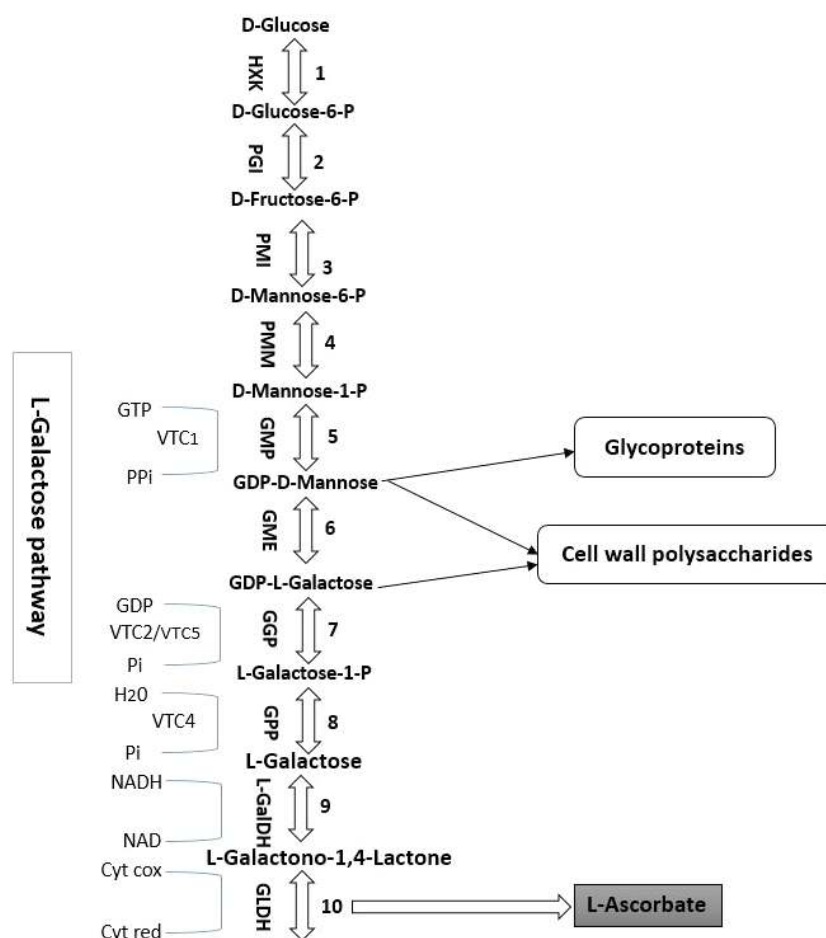 D-Glucose
HXK
1
D-Glucose-6-P
PGI
2
D-Fructose-6-P
PMI
3
D-Mannose-6-P
PMM
4
D-Mannose-1-P
L-Galactose pathway
GTP
VTC1
PPi
GMP
5
Glycoproteins
GDP-D-Mannose
GME
6
Cell wall polysaccharides
GDP-L-Galactose
GDP
VTC2/VTC5
Pi
GGP
7
L-Galactose-1-P
H20
VTC4
Pi
GPP
8
L-Galactose
NADH
NAD
L-GalDH
9
L-Galactono-1,4-Lactone
Cyt cox
Cyt red
GLDH
10
L-Ascorbate